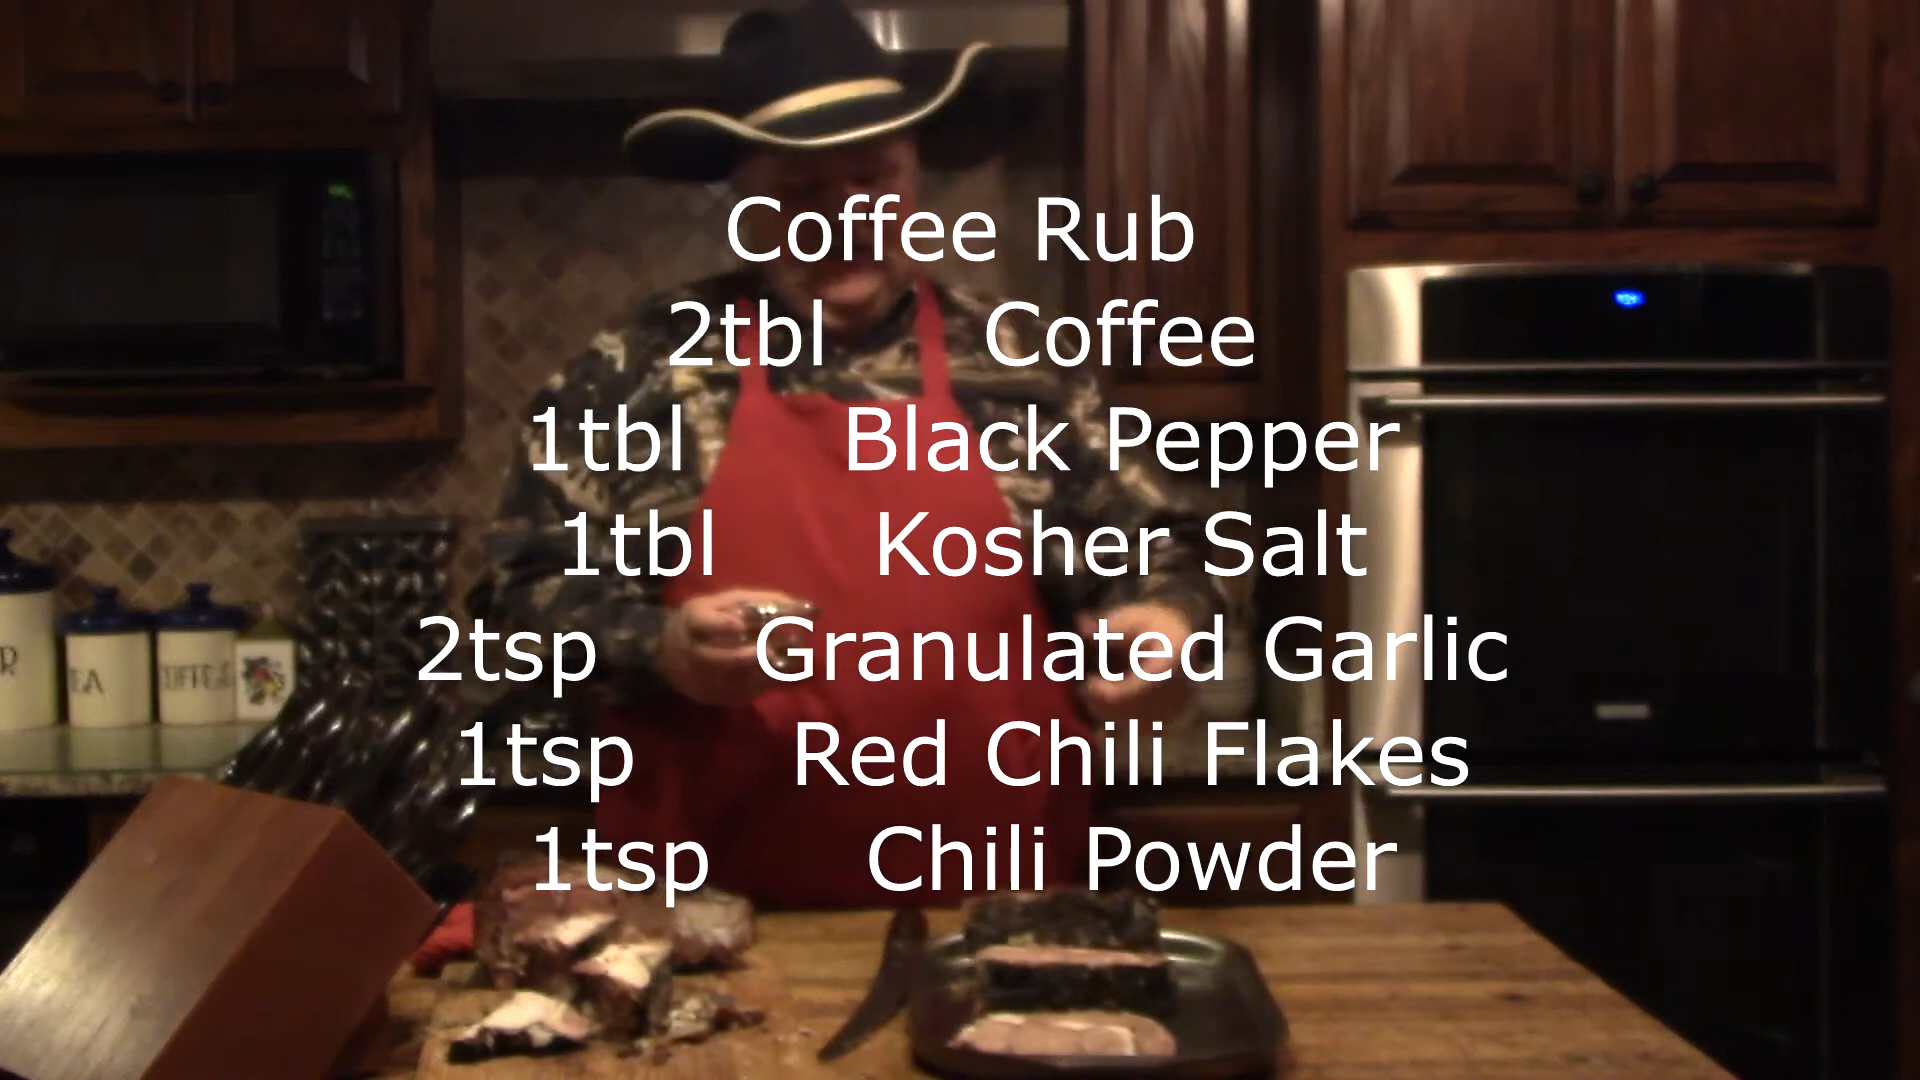 Coffee Rub
2tbl Coffee
1tbl Black Pepper
1tbl Kosher Salt
2tsp Granulated Garlic
1tsp Red Chili Flakes
1tsp Chili Powder
COFFEE